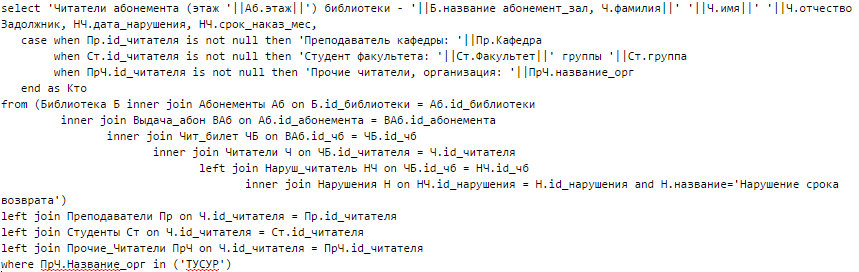 select 'Читатели абонемента (этаж '||Аб.этаж||') библиотеки - '||Б.название абонемент_зал, Ч.фамилия||' '||Ч.имя||' '||Ч.отчество
Задолжик, НЧ.дата_нарушения, НЧ.срок_наказ_мес,
case when Пр.id_читателя is not null then 'Преподаватель кафедры: '||Пр.Кафедра
when Ст.id_читателя is not null then 'Студент факультета: '||Ст.Факультет||' группы '||Ст.группа
when ПрЧ.id_читателя is not null then 'Прочие читатели, организация: '||ПрЧ.название_орг
end as Кто
from (Библиотека Б inner join Абонементы Аб on Б.id_библиотеки = Аб.id_библиотеки
inner join Выдача_абон ВАб on Аб.id_абонемента = ВАб.id_абонемента
inner join Чит_билет ЧБ on ВАб.id_чб = ЧБ.id_чб
inner join Читатели Ч on ЧБ.id_читателя = Ч.id_читателя
left join Наруш_читатель НЧ on ЧБ.id_чб = НЧ.id_чб
inner join Нарушения Н on НЧ.id_нарушения = Н.id_нарушения and Н.название='Нарушение срока
возврата')
left join Преподаватели Пр on Ч.id_читателя = Пр.id_читателя
left join Студенты Ст on Ч.id_читателя = Ст.id_читателя
left join Прочие_Читатели ПрЧ on Ч.id_читателя = ПрЧ.id_читателя
where ПрЧ.Название_орг in ('ТУСУР')